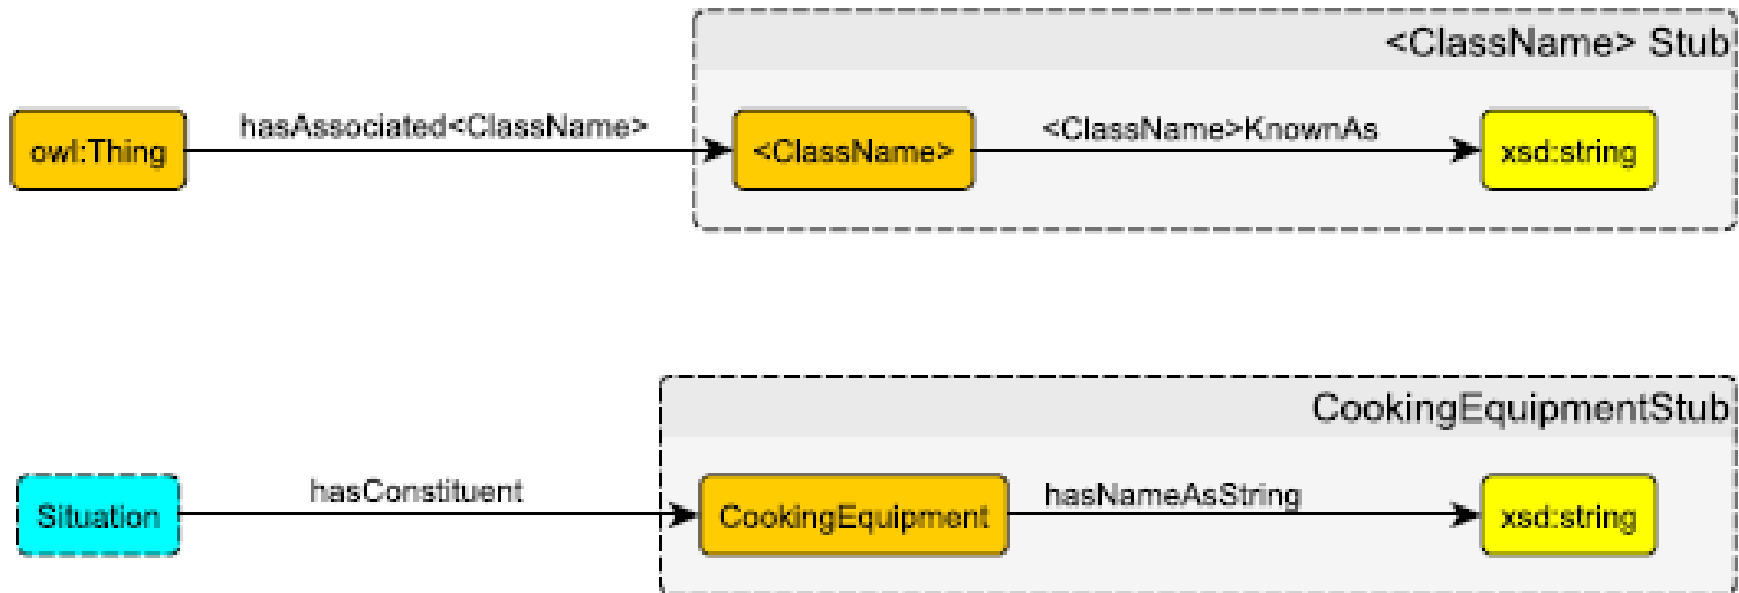 <ClassName> Stub
owl:Thing
hasAssociated<ClassName>
<ClassName>
<ClassName>KnownAs
xsd:string
CookingEquipmentStub
Situation
hasConstituent
CookingEquipment
hasNameAsString
xsd:string